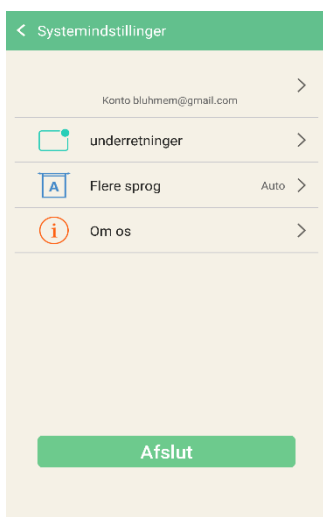 Systemindstillinger
Konto bluhmem@gmail.com
underretninger
A Flere sprog Auto
i Om os
Afslut